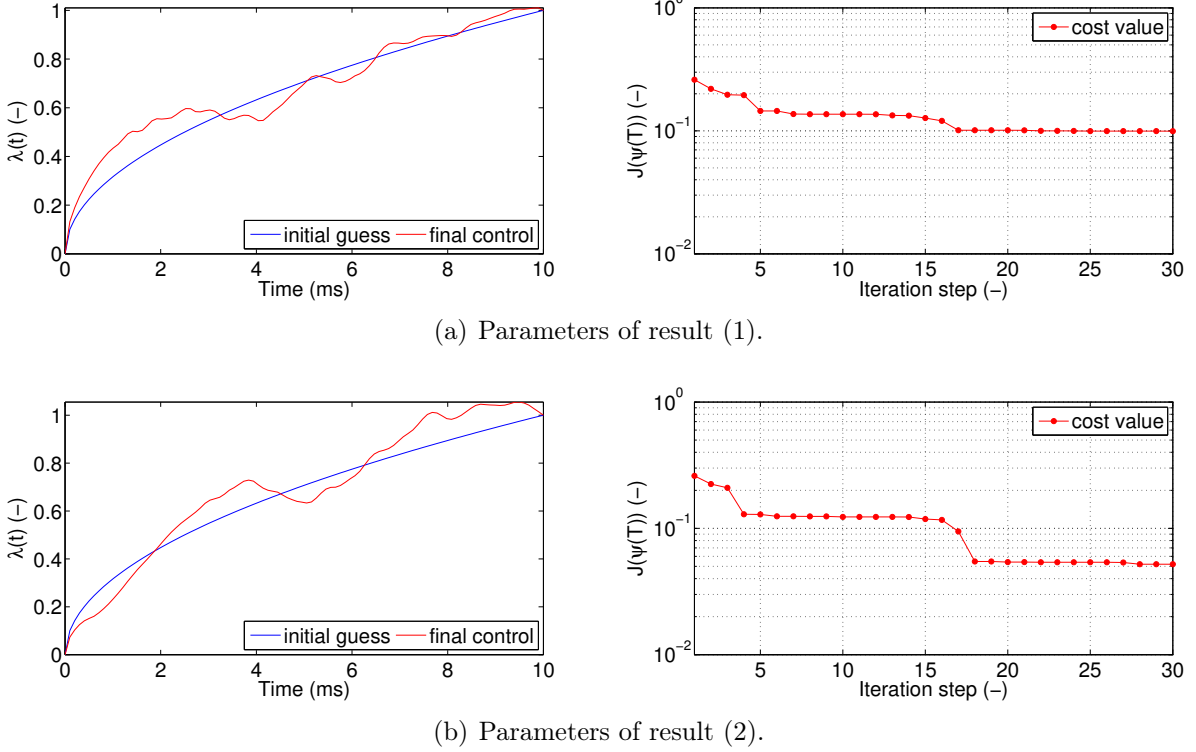 1
0.8
0.6
0.4
0.2
0
λ(t) (−)
0 2 4 6 8 10
Time (ms)
initial guess final control
10⁰
10⁻¹
10⁻²
J(ψ(T)) (−)
5 10 15 20 25 30
Iteration step (−)
cost value
(a) Parameters of result (1).
1
0.8
0.6
0.4
0.2
0
λ(t) (−)
0 2 4 6 8 10
Time (ms)
initial guess final control
10⁰
10⁻¹
10⁻²
J(ψ(T)) (−)
5 10 15 20 25 30
Iteration step (−)
cost value
(b) Parameters of result (2).